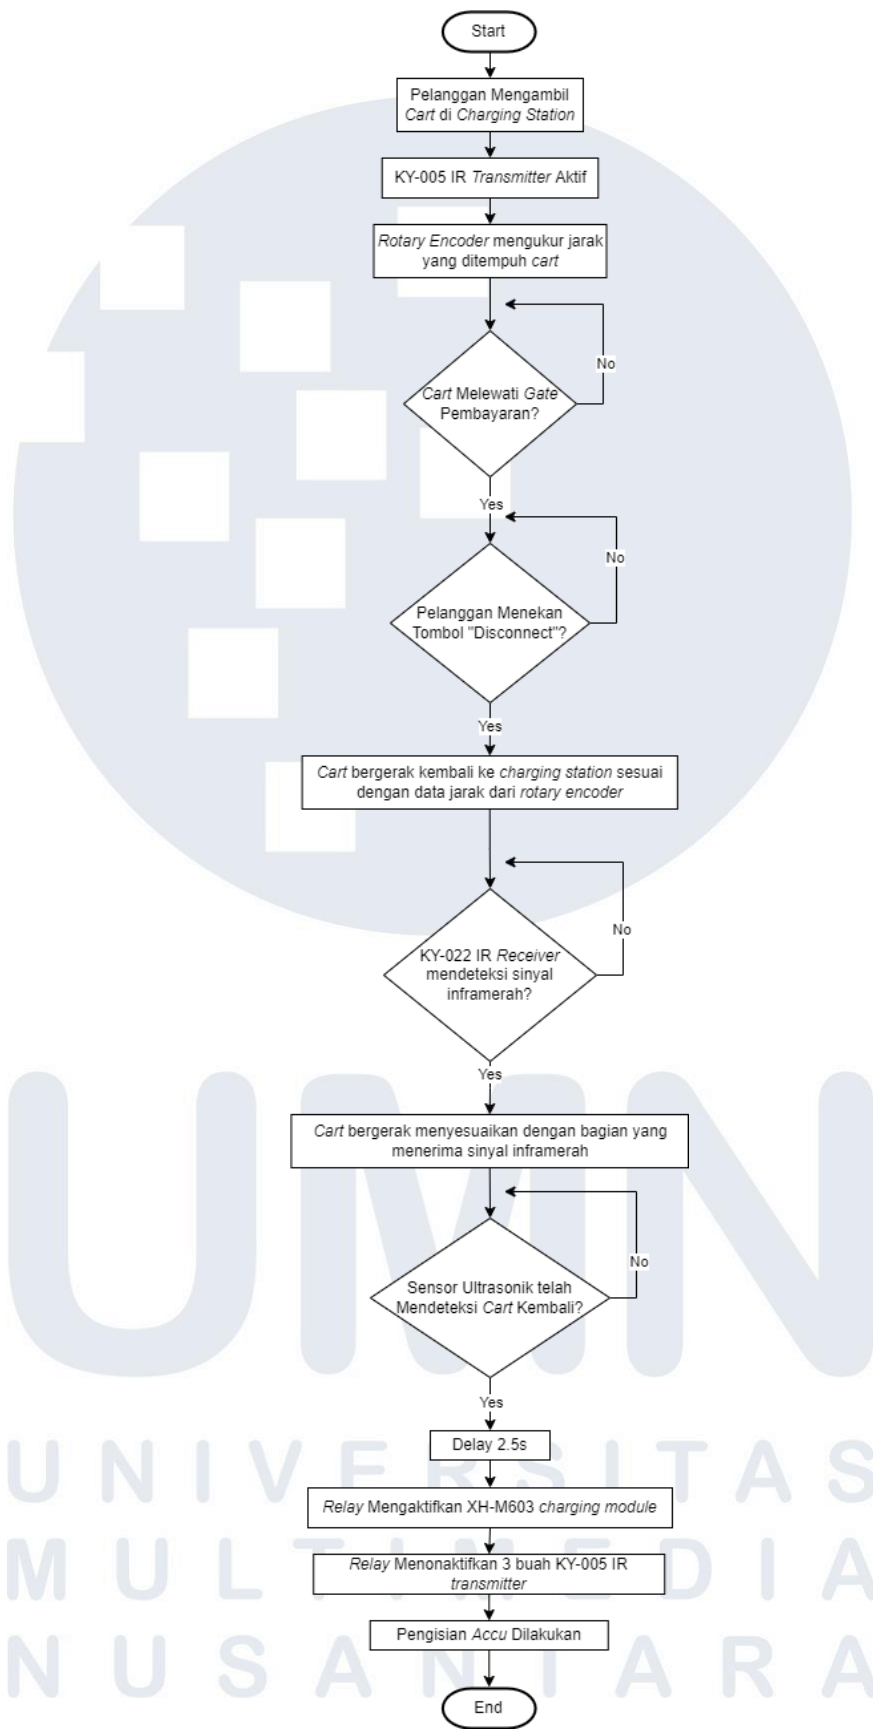 Start
Pelanggan Mengambil
Cart di Charging Station
KY-005 IR Transmitter Aktif
Rotary Encoder mengukur jarak
yang ditempuh cart
No
Cart Melewati Gate
Pembayaran?
Yes
No
Pelanggan Menekan
Tombol "Disconnect"?
Yes
Cart bergerak kembali ke charging station sesuai
dengan data jarak dari rotary encoder
No
KY-022 IR Receiver
mendeteksi sinyal
inframerah?
Yes
Cart bergerak menyesuaikan dengan bagian yang
menerima sinyal inframerah
No
Sensor Ultrasonik telah
Mendeteksi Cart Kembali?
Yes
Delay 2.5s
Relay Mengaktifkan XH-M603 charging module
Relay Menonaktifkan 3 buah KY-005 IR
transmitter
Pengisian Accu Dilakukan
End
UMN
UNIVERSITAS
MULTIMEDIA
NUSANTARA